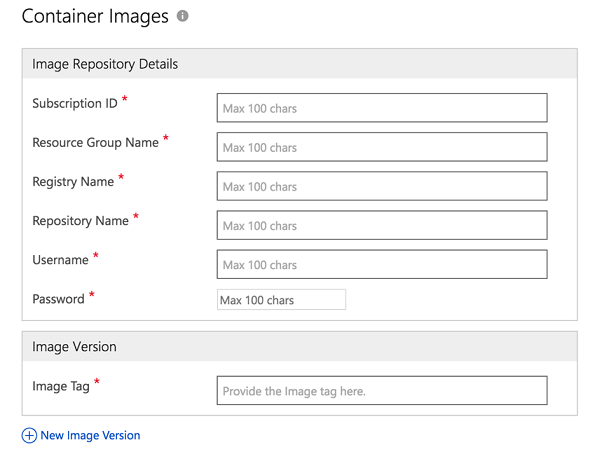 Container Images
Image Repository Details
Subscription ID *
Max 100 chars
Resource Group Name *
Max 100 chars
Registry Name *
Max 100 chars
Repository Name *
Max 100 chars
Username *
Max 100 chars
Password *
Max 100 chars
Image Version
Image Tag *
Provide the Image tag here.
New Image Version